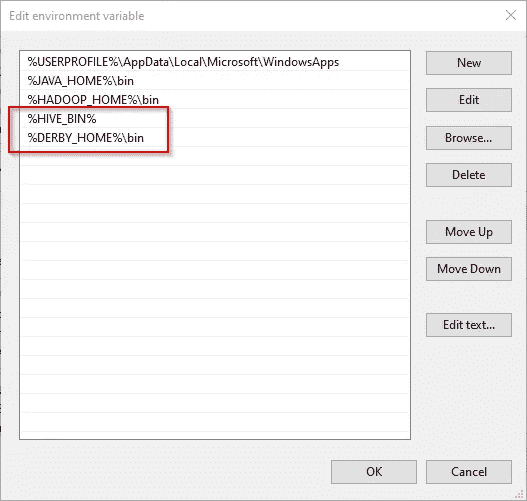 Edit environment variable
%USERPROFILE%\AppData\Local\Microsoft\WindowsApps
%JAVA_HOME%\bin
%HADOOP_HOME%\bin
%HIVE_BIN%
%DERBY_HOME%\bin
New
Edit
Browse...
Delete
Move Up
Move Down
Edit text...
OK
Cancel